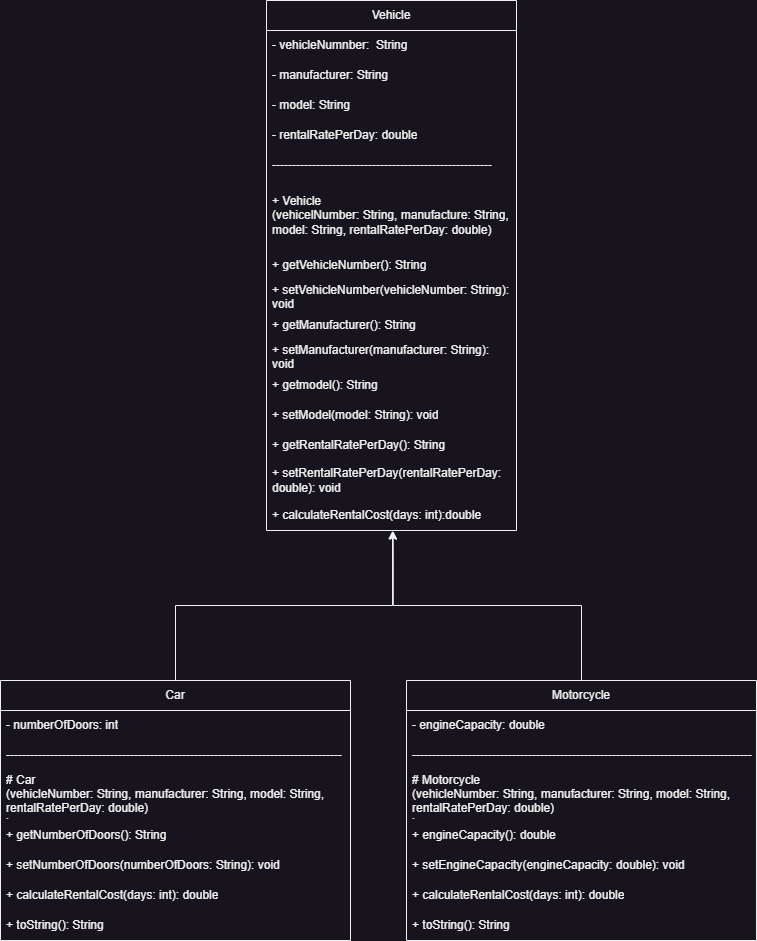 Vehicle
- vehicleNumnber:  String
- manufacturer: String
- model: String
- rentalRatePerDay: double
+ Vehicle
(vehicelNumber: String, manufacture: String,
model: String, rentalRatePerDay: double)
+ getVehicleNumber(): String
+ setVehicleNumber(vehicleNumber: String):
void
+ getManufacturer(): String
+ setManufacturer(manufacturer: String):
void
+ getmodel(): String
+ setModel(model: String): void
+ getRentalRatePerDay(): String
+ setRentalRatePerDay(rentalRatePerDay:
double): void
+ calculateRentalCost(days: int):double
Car
- numberOfDoors: int
# Car
(vehicleNumber: String, manufacturer: String, model: String,
rentalRatePerDay: double)
+ getNumberOfDoors(): String
+ setNumberOfDoors(numberOfDoors: String): void
+ calculateRentalCost(days: int): double
+ toString(): String
Motorcycle
- engineCapacity: double
# Motorcycle
(vehicleNumber: String, manufacturer: String, model: String,
rentalRatePerDay: double)
+ engineCapacity(): double
+ setEngineCapacity(engineCapacity: double): void
+ calculateRentalCost(days: int): double
+ toString(): String